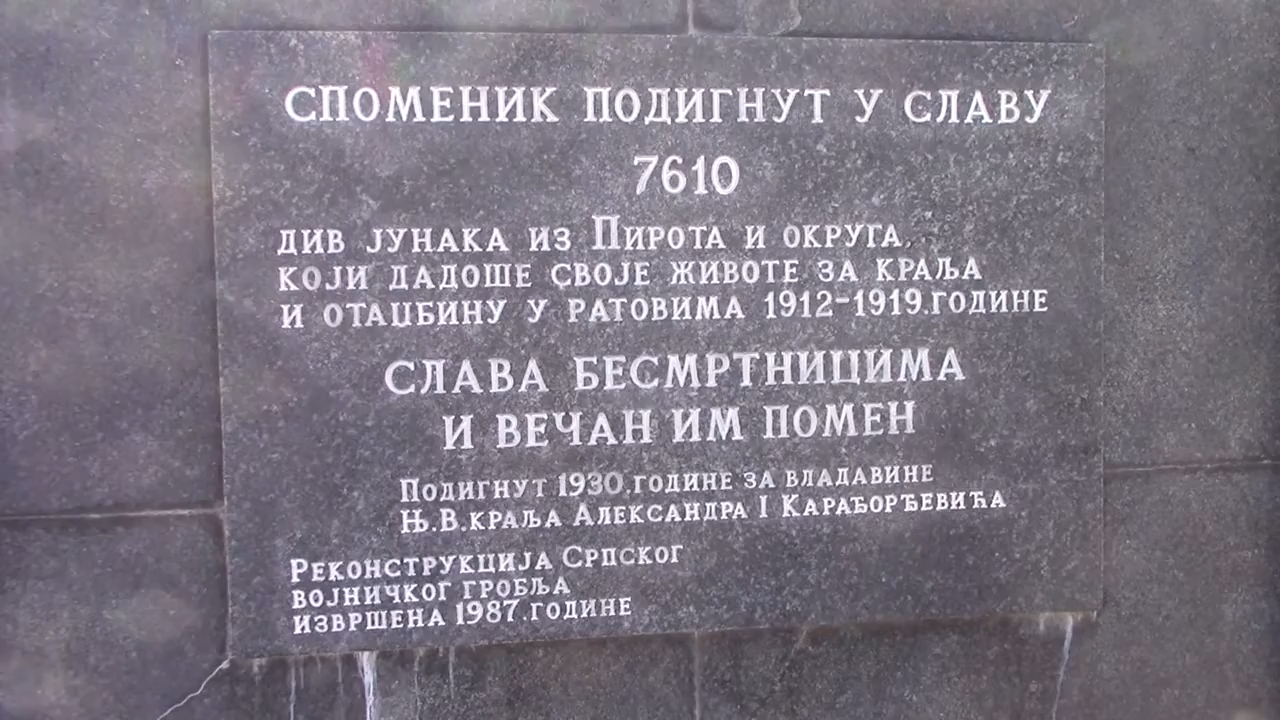 СПОМЕНИК ПОДИГНУТ У СЛАВУ
7610
ДИВ ЈУНАКА ИЗ ПИРОТА И ОКРУГА,
КОЈИ ДАДОШЕ СВОЈЕ ЖИВОТЕ ЗА КРАЉА
И ОТАЏБИНУ У РАТОВИМА 1912-1919.ГОДИНЕ
СЛАВА БЕСМРТНИЦИМА
И ВЕЧАН ИМ ПОМЕН
ПОДИГНУТ 1930.ГОДИНЕ ЗА ВЛАДАВИНЕ
Њ.В.КРАЉА АЛЕКСАНДРА I КАРАЂОРЂЕВИЋА
РЕКОНСТРУКЦИЈА СРПСКОГ
ВОЈНИЧКОГ ГРОБЉА
ИЗВРШЕНА 1987.ГОДИНЕ